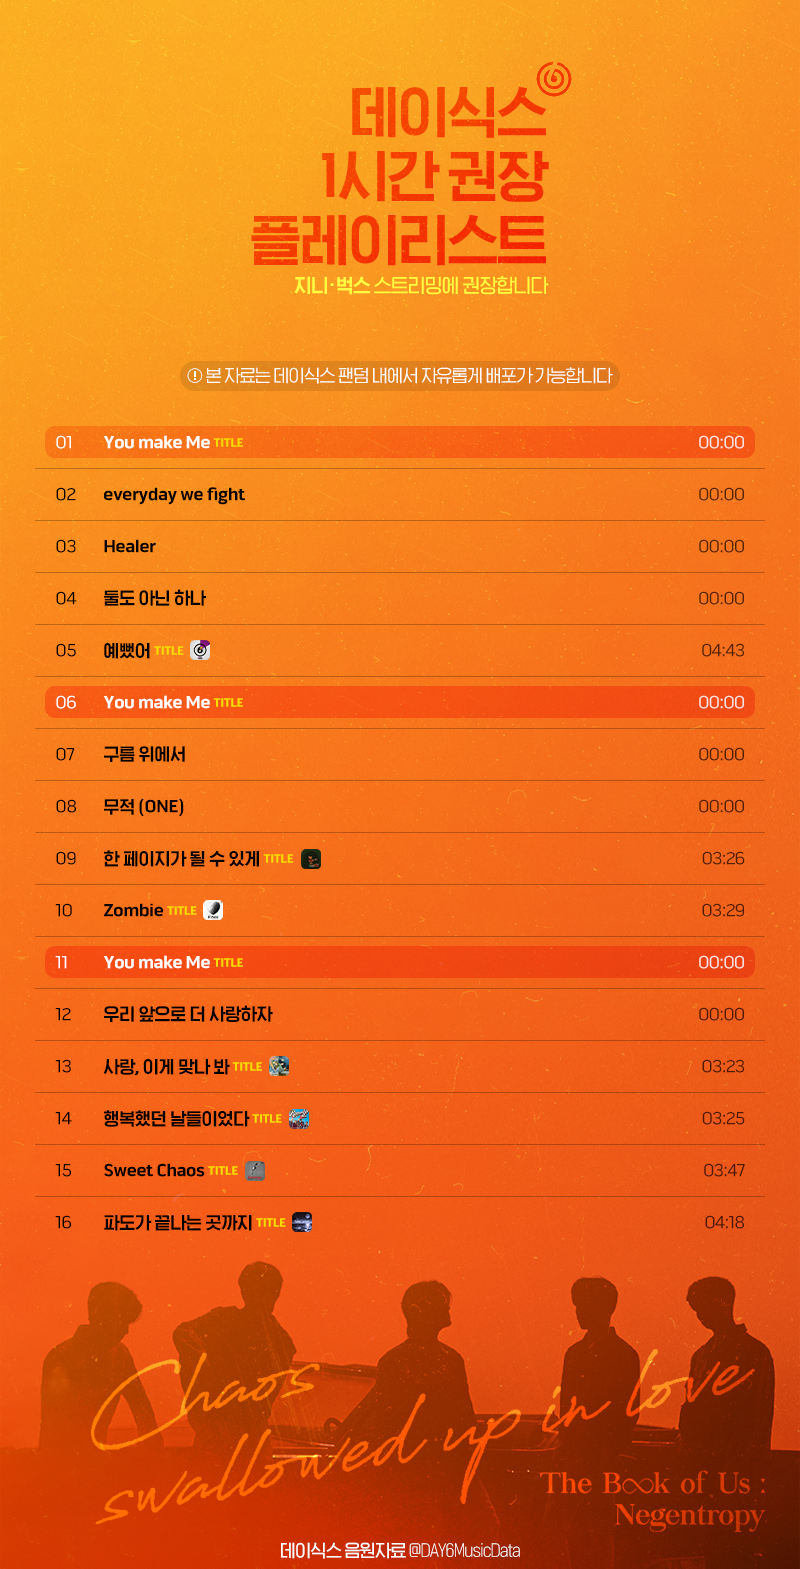 데이식스
1시간 권장
플레이리스트
지니·벅스 스트리밍에 권장합니다
본 자료는 데이식스 팬덤 내에서 자유롭게 배포가 가능합니다
01 You make Me TITLE 00:00
02 everyday we fight 00:00
03 Healer 00:00
04 둘도 아닌 하나 00:00
05 예뻤어 TITLE 04:43
06 You make Me TITLE 00:00
07 구름 위에서 00:00
08 무적 (ONE) 00:00
09 한 페이지가 될 수 있게 TITLE 03:26
10 Zombie TITLE 03:29
11 You make Me TITLE 00:00
12 우리 앞으로 더 사랑하자 00:00
13 사랑, 이게 맞나 봐 TITLE 03:23
14 행복했던 날들이었다 TITLE 03:25
15 Sweet Chaos TITLE 03:47
16 파도가 끝나는 곳까지 TITLE 04:18
Chaos
swallowed up in love
The Book of Us :
Negentropy
데이식스 음원자료 @DAY6MusicData